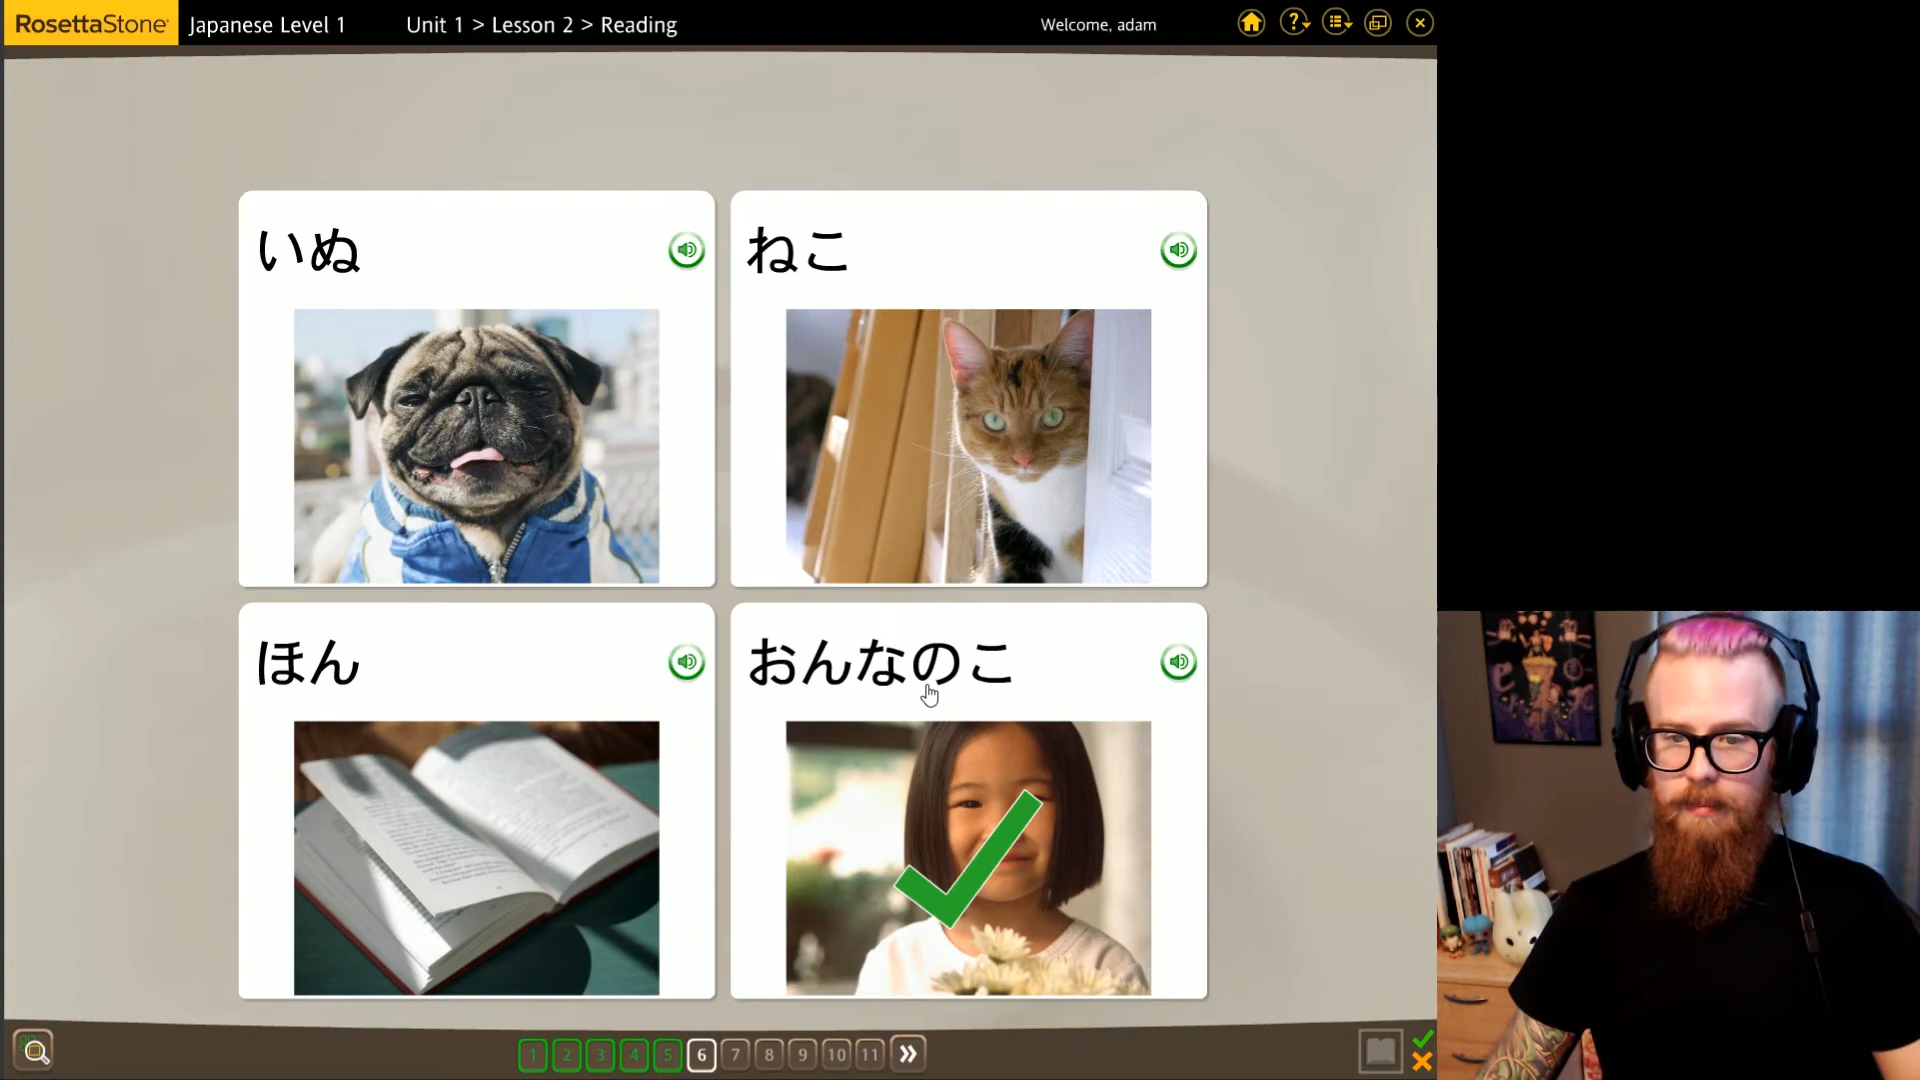 RosettaStone Japanese Level 1 Unit 1 > Lesson 2 > Reading Welcome, adam
いぬ
ねこ
ほん
おんなのこ
1 2 3 4 5 6 7 8 9 10 11